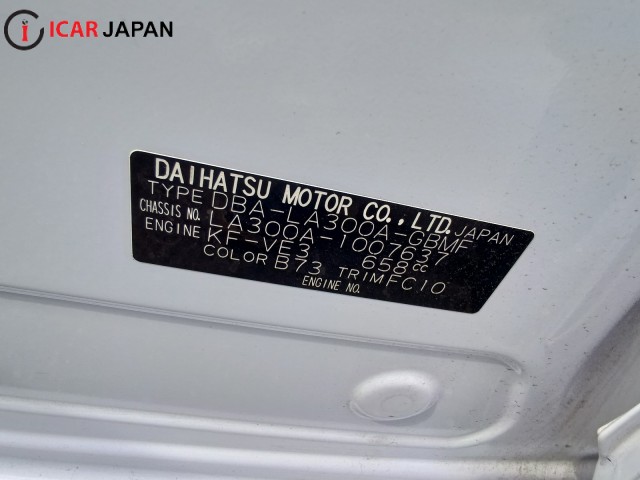 ICAR JAPAN
DAIHATSU MOTOR CO.,LTD. JAPAN
TYPE DBA-LA300A-GBMF
CHASSIS NO. LA300A-1007637
ENGINE KF-VE3 658cc
COLOR B73 TRIM FC10
ENGINE NO.